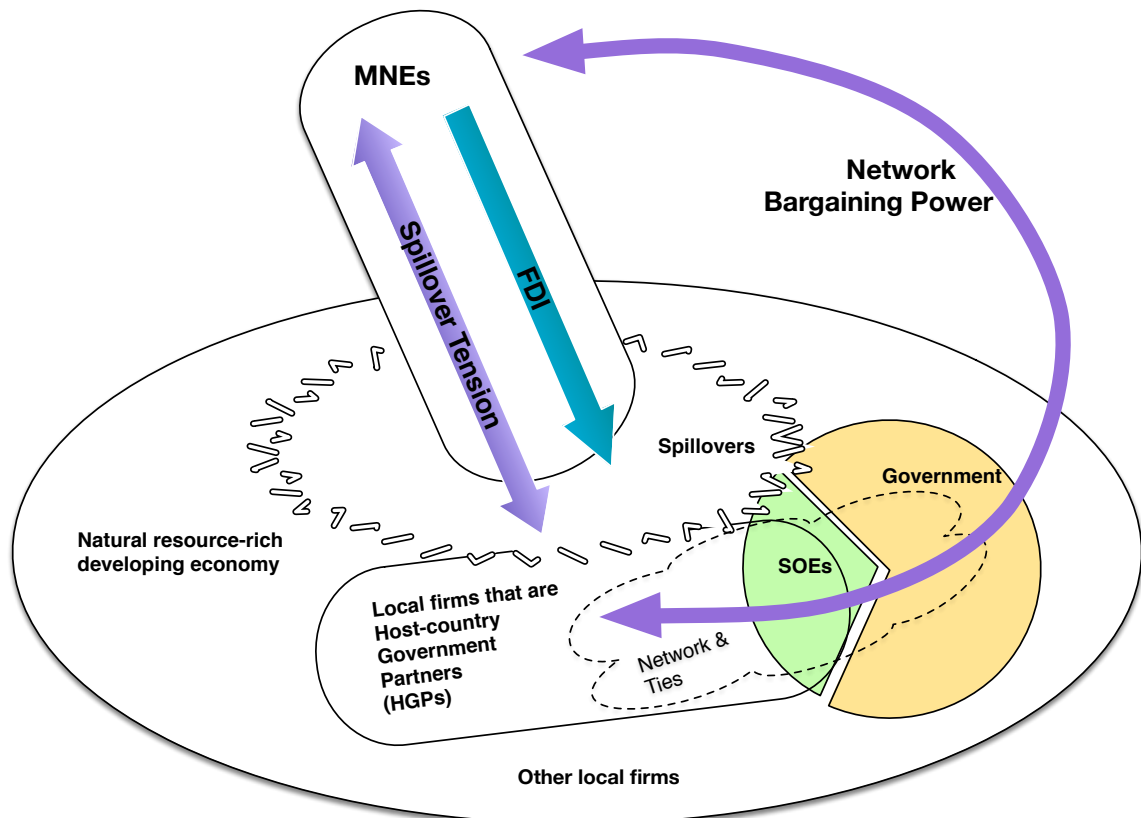 MNEs
Network
Bargaining Power
Spillover Tension
FDI
Spillovers
Government
Natural resource-rich
developing economy
SOEs
Local firms that are
Host-country
Government
Partners
(HGPs)
Network &
Ties
Other local firms